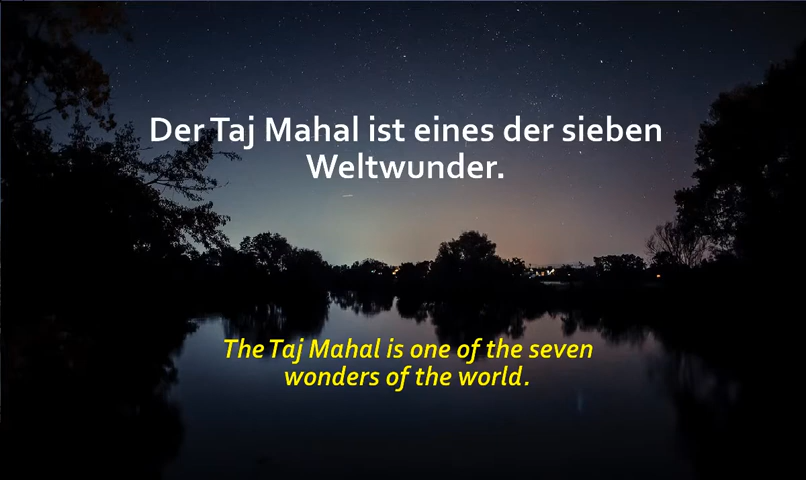 Der Taj Mahal ist eines der sieben
Weltwunder.
The Taj Mahal is one of the seven
wonders of the world.